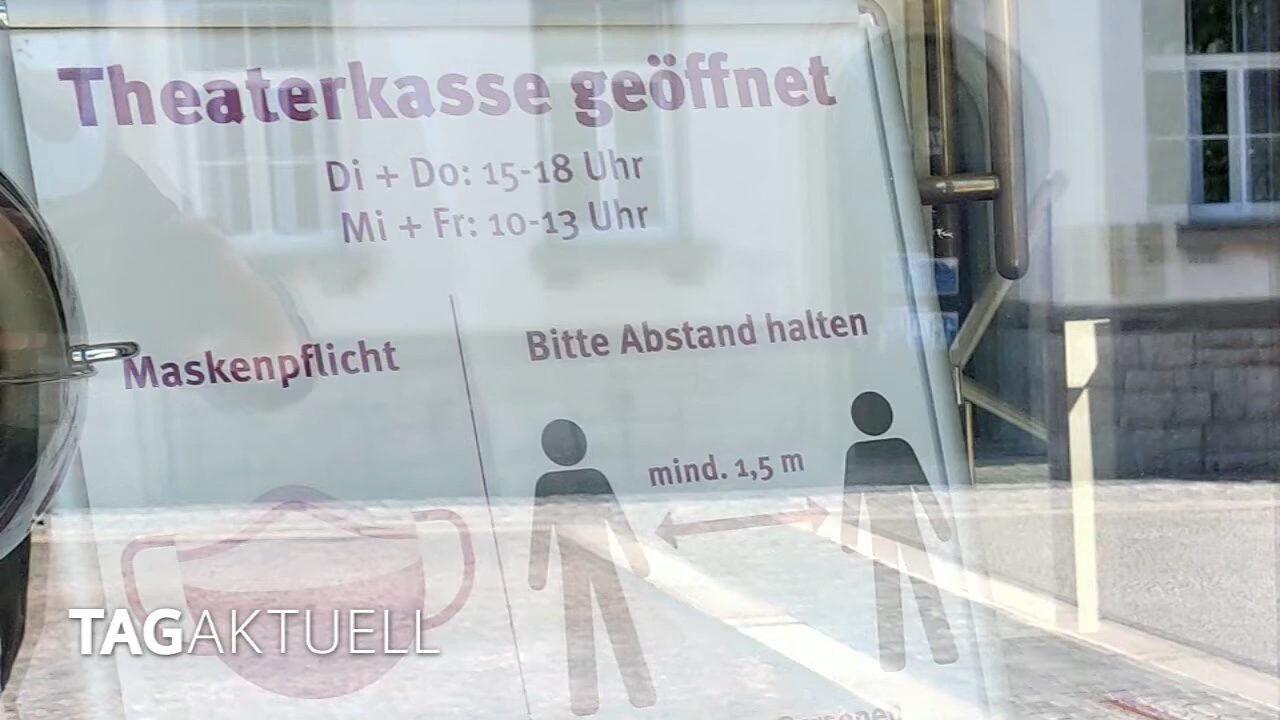 Theaterkasse geöffnet
Di + Do: 15-18 Uhr
Mi + Fr: 10-13 Uhr
Maskenpflicht
Bitte Abstand halten
mind. 1,5 m
TAGAKTUELL